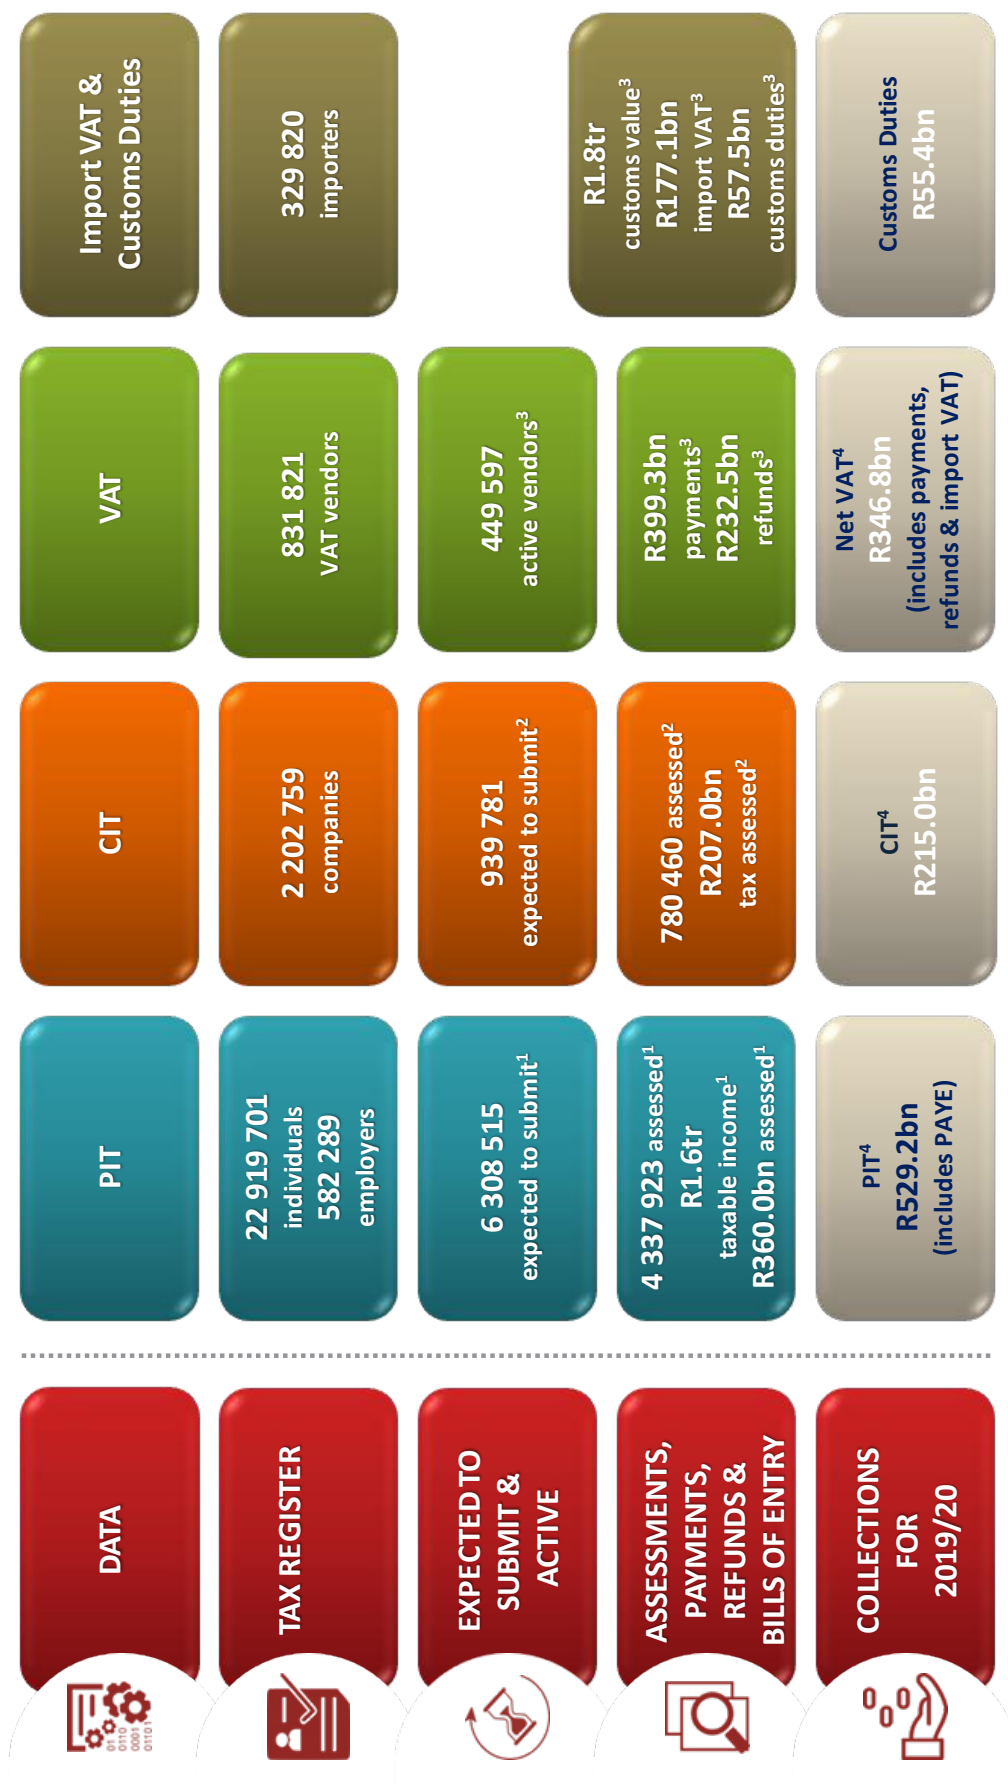 DATA
PIT
CIT
VAT
Import VAT &
Customs Duties
TAX REGISTER
22 919 701
individuals
582 289
employers
2 202 759
companies
831 821
VAT vendors
329 820
importers
EXPECTED TO
SUBMIT &
ACTIVE
6 308 515
expected to submit¹
939 781
expected to submit²
449 597
active vendors³
ASSESSMENTS,
PAYMENTS,
REFUNDS &
BILLS OF ENTRY
4 337 923 assessed¹
R1.6tr
taxable income¹
R360.0bn assessed¹
780 460 assessed²
R207.0bn
tax assessed²
R399.3bn
payments³
R232.5bn
refunds³
R1.8tr
customs value³
R177.1bn
import VAT³
R57.5bn
customs duties³
COLLECTIONS
FOR
2019/20
PIT⁴
R529.2bn
(includes PAYE)
CIT⁴
R215.0bn
Net VAT⁴
R346.8bn
(includes payments,
refunds & import VAT)
Customs Duties
R55.4bn
01 1
0110
0001
01101